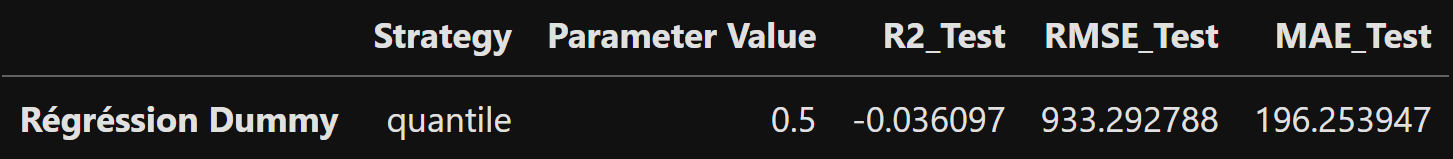 Strategy Parameter Value R2_Test RMSE_Test MAE_Test
Régréssion Dummy quantile 0.5 -0.036097 933.292788 196.253947